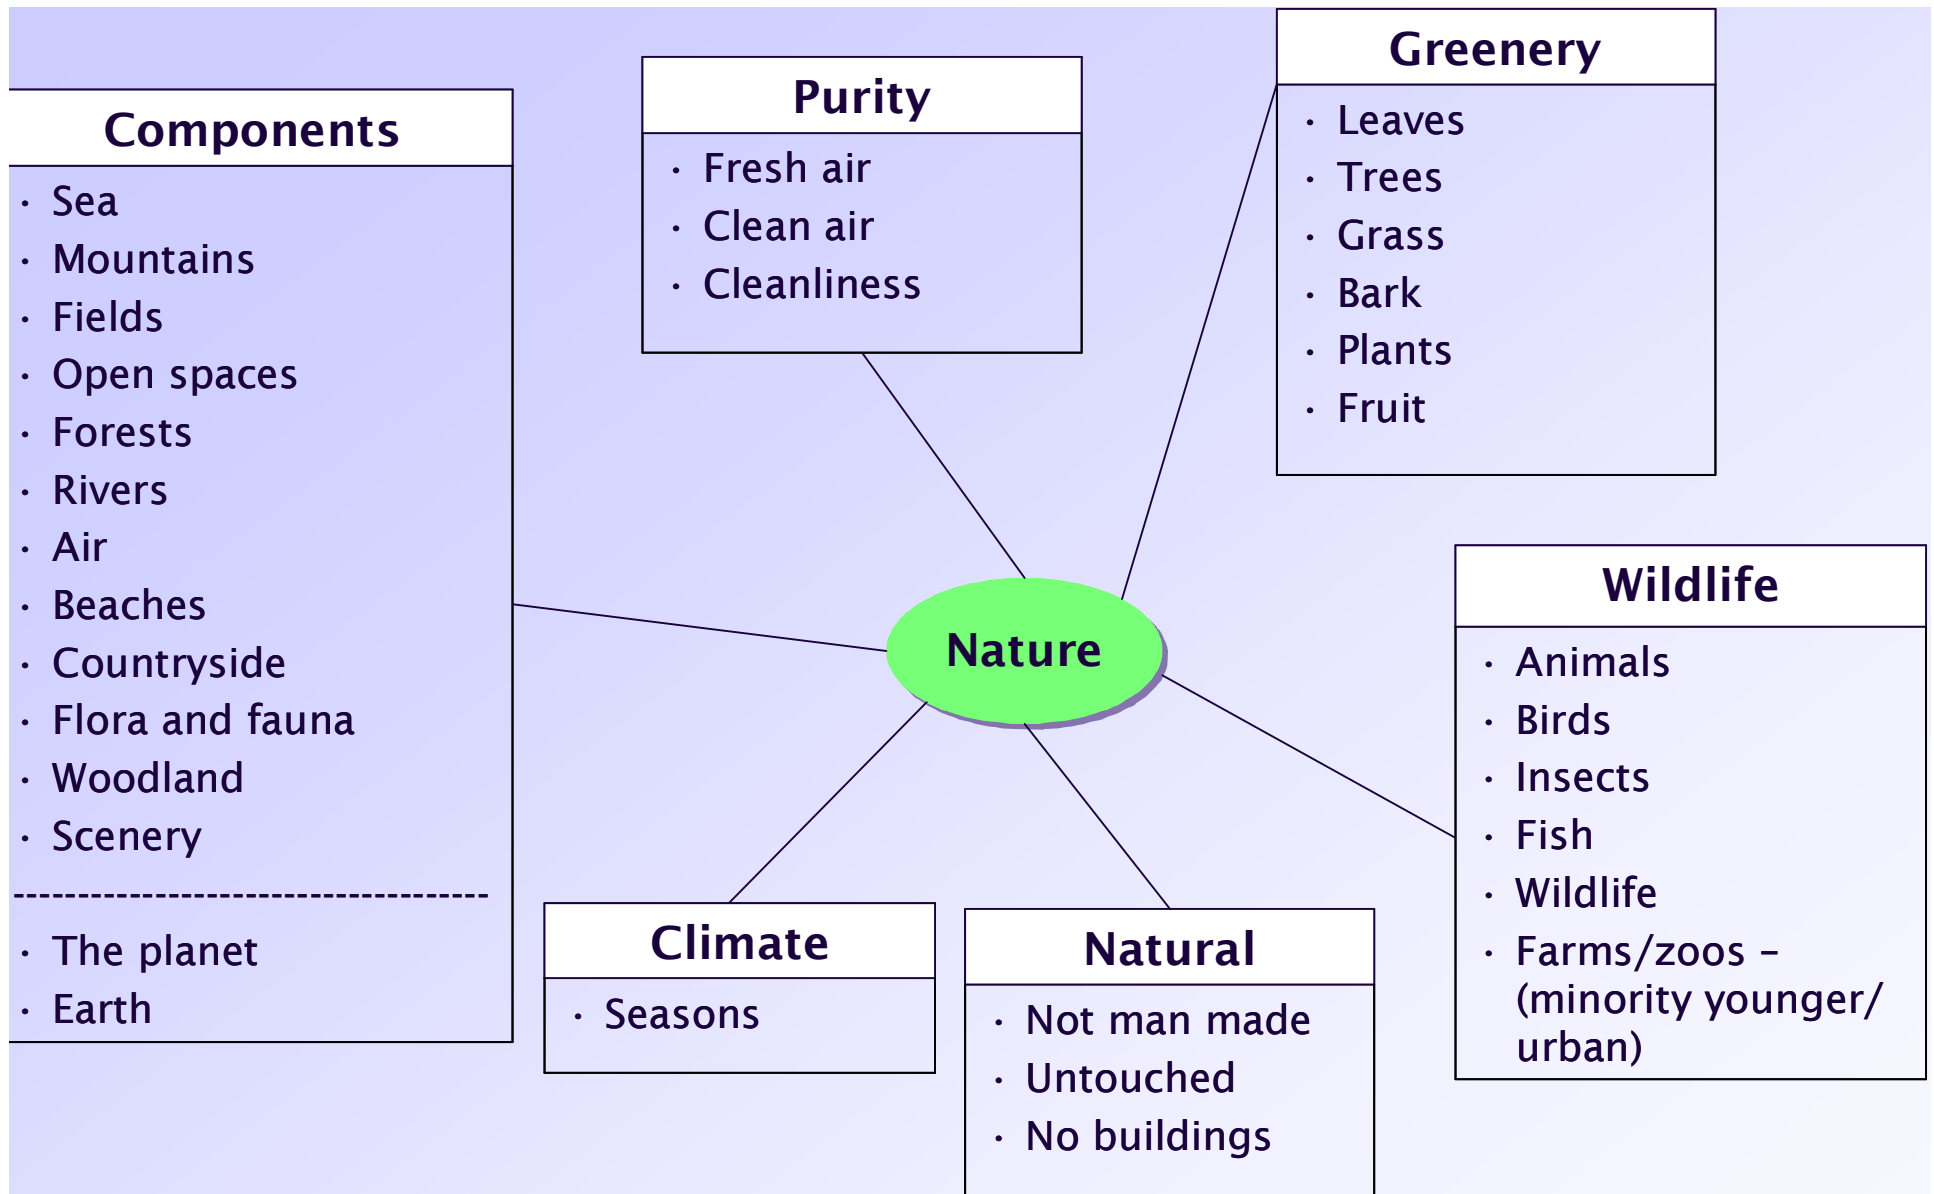 Components
· Sea
· Mountains
· Fields
· Open spaces
· Forests
· Rivers
· Air
· Beaches
· Countryside
· Flora and fauna
· Woodland
· Scenery
-------------------------------------
· The planet
· Earth
Purity
· Fresh air
· Clean air
· Cleanliness
Greenery
· Leaves
· Trees
· Grass
· Bark
· Plants
· Fruit
Nature
Wildlife
· Animals
· Birds
· Insects
· Fish
· Wildlife
· Farms/zoos –
(minority younger/
urban)
Climate
· Seasons
Natural
· Not man made
· Untouched
· No buildings